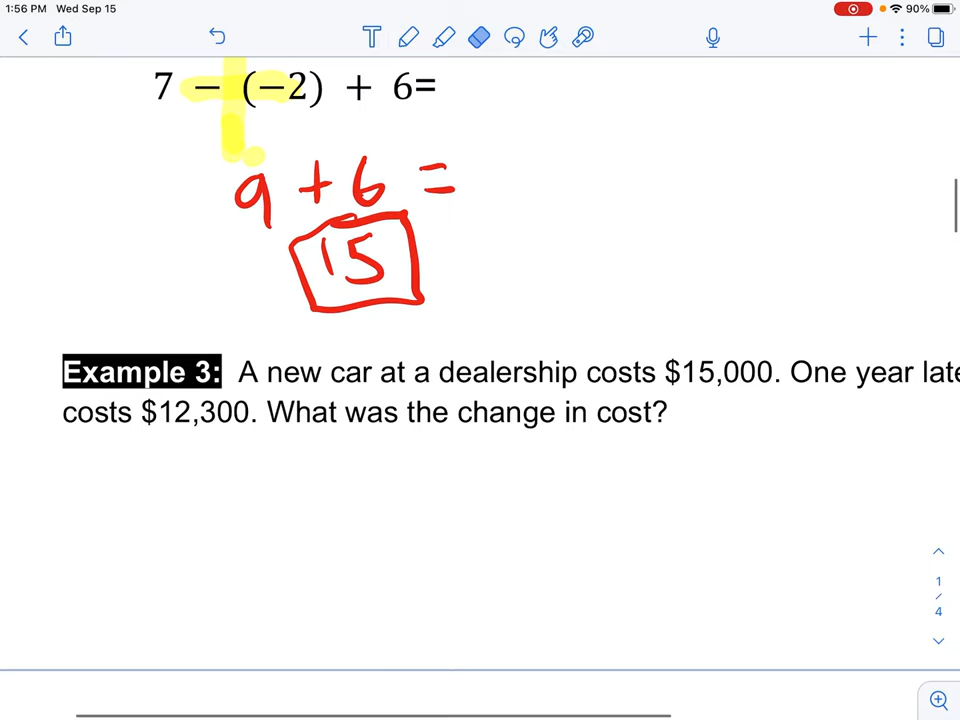 1:56 PM Wed Sep 15 90%
T
7 − (−2) + 6=
9 + 6 =
15
Example 3: A new car at a dealership costs $15,000. One year late
costs $12,300. What was the change in cost?
1
/
4